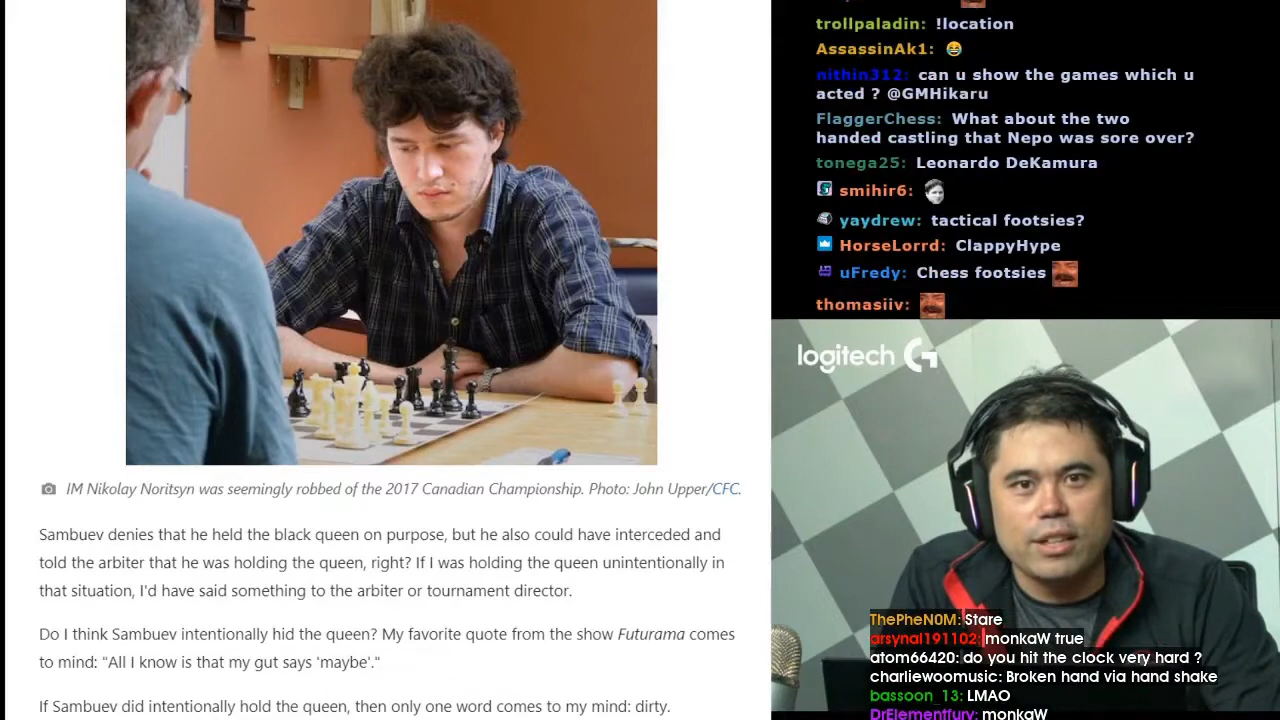 IM Nikolay Noritsyn was seemingly robbed of the 2017 Canadian Championship. Photo: John Upper/CFC.
Sambuev denies that he held the black queen on purpose, but he also could have interceded and
told the arbiter that he was holding the queen, right? If I was holding the queen unintentionally in
that situation, I'd have said something to the arbiter or tournament director.
Do I think Sambuev intentionally hid the queen? My favorite quote from the show Futurama comes
to mind: "All I know is that my gut says 'maybe'."
If Sambuev did intentionally hold the queen, then only one word comes to my mind: dirty.
trollpaladin: !location
AssassinAk1: 😂
nithin312: can u show the games which u
acted ? @GMHikaru
FlaggerChess: What about the two
handed castling that Nepo was sore over?
tonega25: Leonardo DeKamura
smihir6:
yaydrew: tactical footsies?
HorseLorrd: ClappyHype
uFredy: Chess footsies
thomasiiv:
logitech G
ThePheN0M: Stare
arsynal191102: monkaW true
atom66420: do you hit the clock very hard ?
charliewoomusic: Broken hand via hand shake
bassoon_13: LMAO
DrElementfury: monkaW